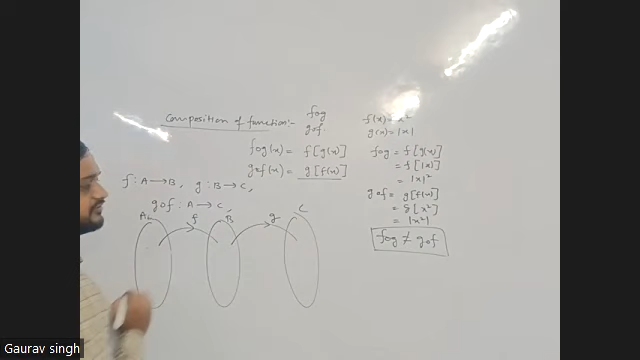 Composition of function:- fog
gof
fog(x) = f[g(x)]
gof(x) = g[f(x)]
f: A→B, g: B→C,
gof: A→C,
A f B g C
f(x) = x²
g(x) = |x|
fog = f[g(x)]
= f[|x|]
= |x|²
gof = g[f(x)]
= g[x²]
= |x²|
fog ≠ gof
Gaurav singh